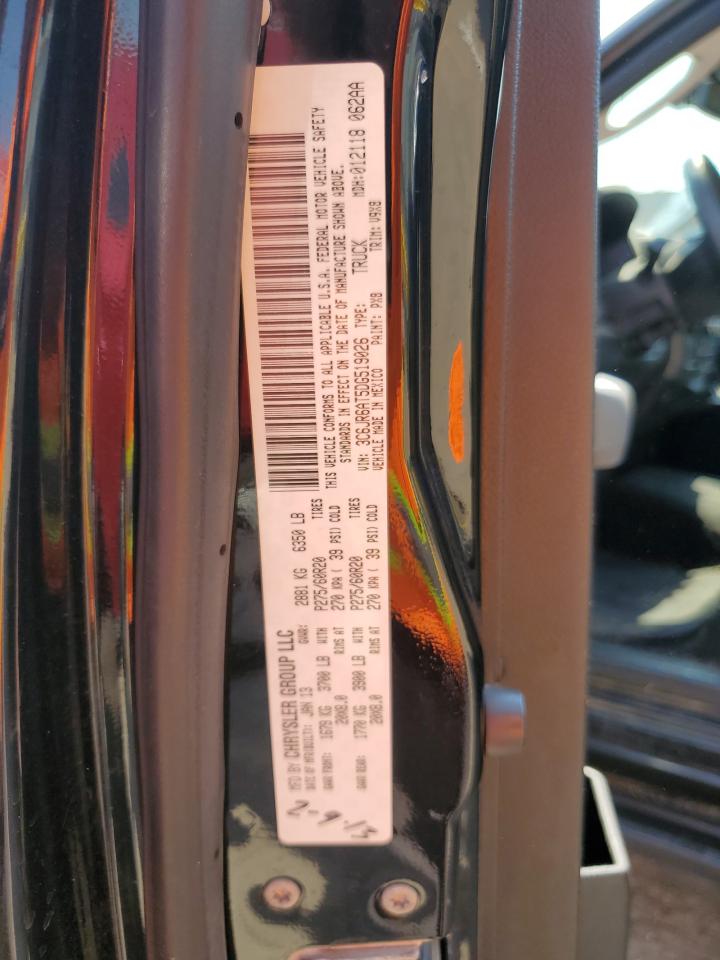 MFD BY CHRYSLER GROUP LLC
DATE OF MFR(BUILT): JAN 13 GVWR: 2881 KG 6350 LB
GAWR FRONT: 1679 KG 3700 LB WITH P275/60R20 TIRES
20X8.0 RIMS AT 270 KPA ( 39 PSI) COLD
GAWR REAR: 1770 KG 3900 LB WITH P275/60R20 TIRES
20X8.0 RIMS AT 270 KPA ( 39 PSI) COLD
THIS VEHICLE CONFORMS TO ALL APPLICABLE U.S.A. FEDERAL MOTOR VEHICLE SAFETY
STANDARDS IN EFFECT ON THE DATE OF MANUFACTURE SHOWN ABOVE.
VIN: 3C6JR6AT5DG519026 TYPE: TRUCK MDH:012118 062AA
VEHICLE MADE IN MEXICO PAINT: PX8 TRIM: V9X8